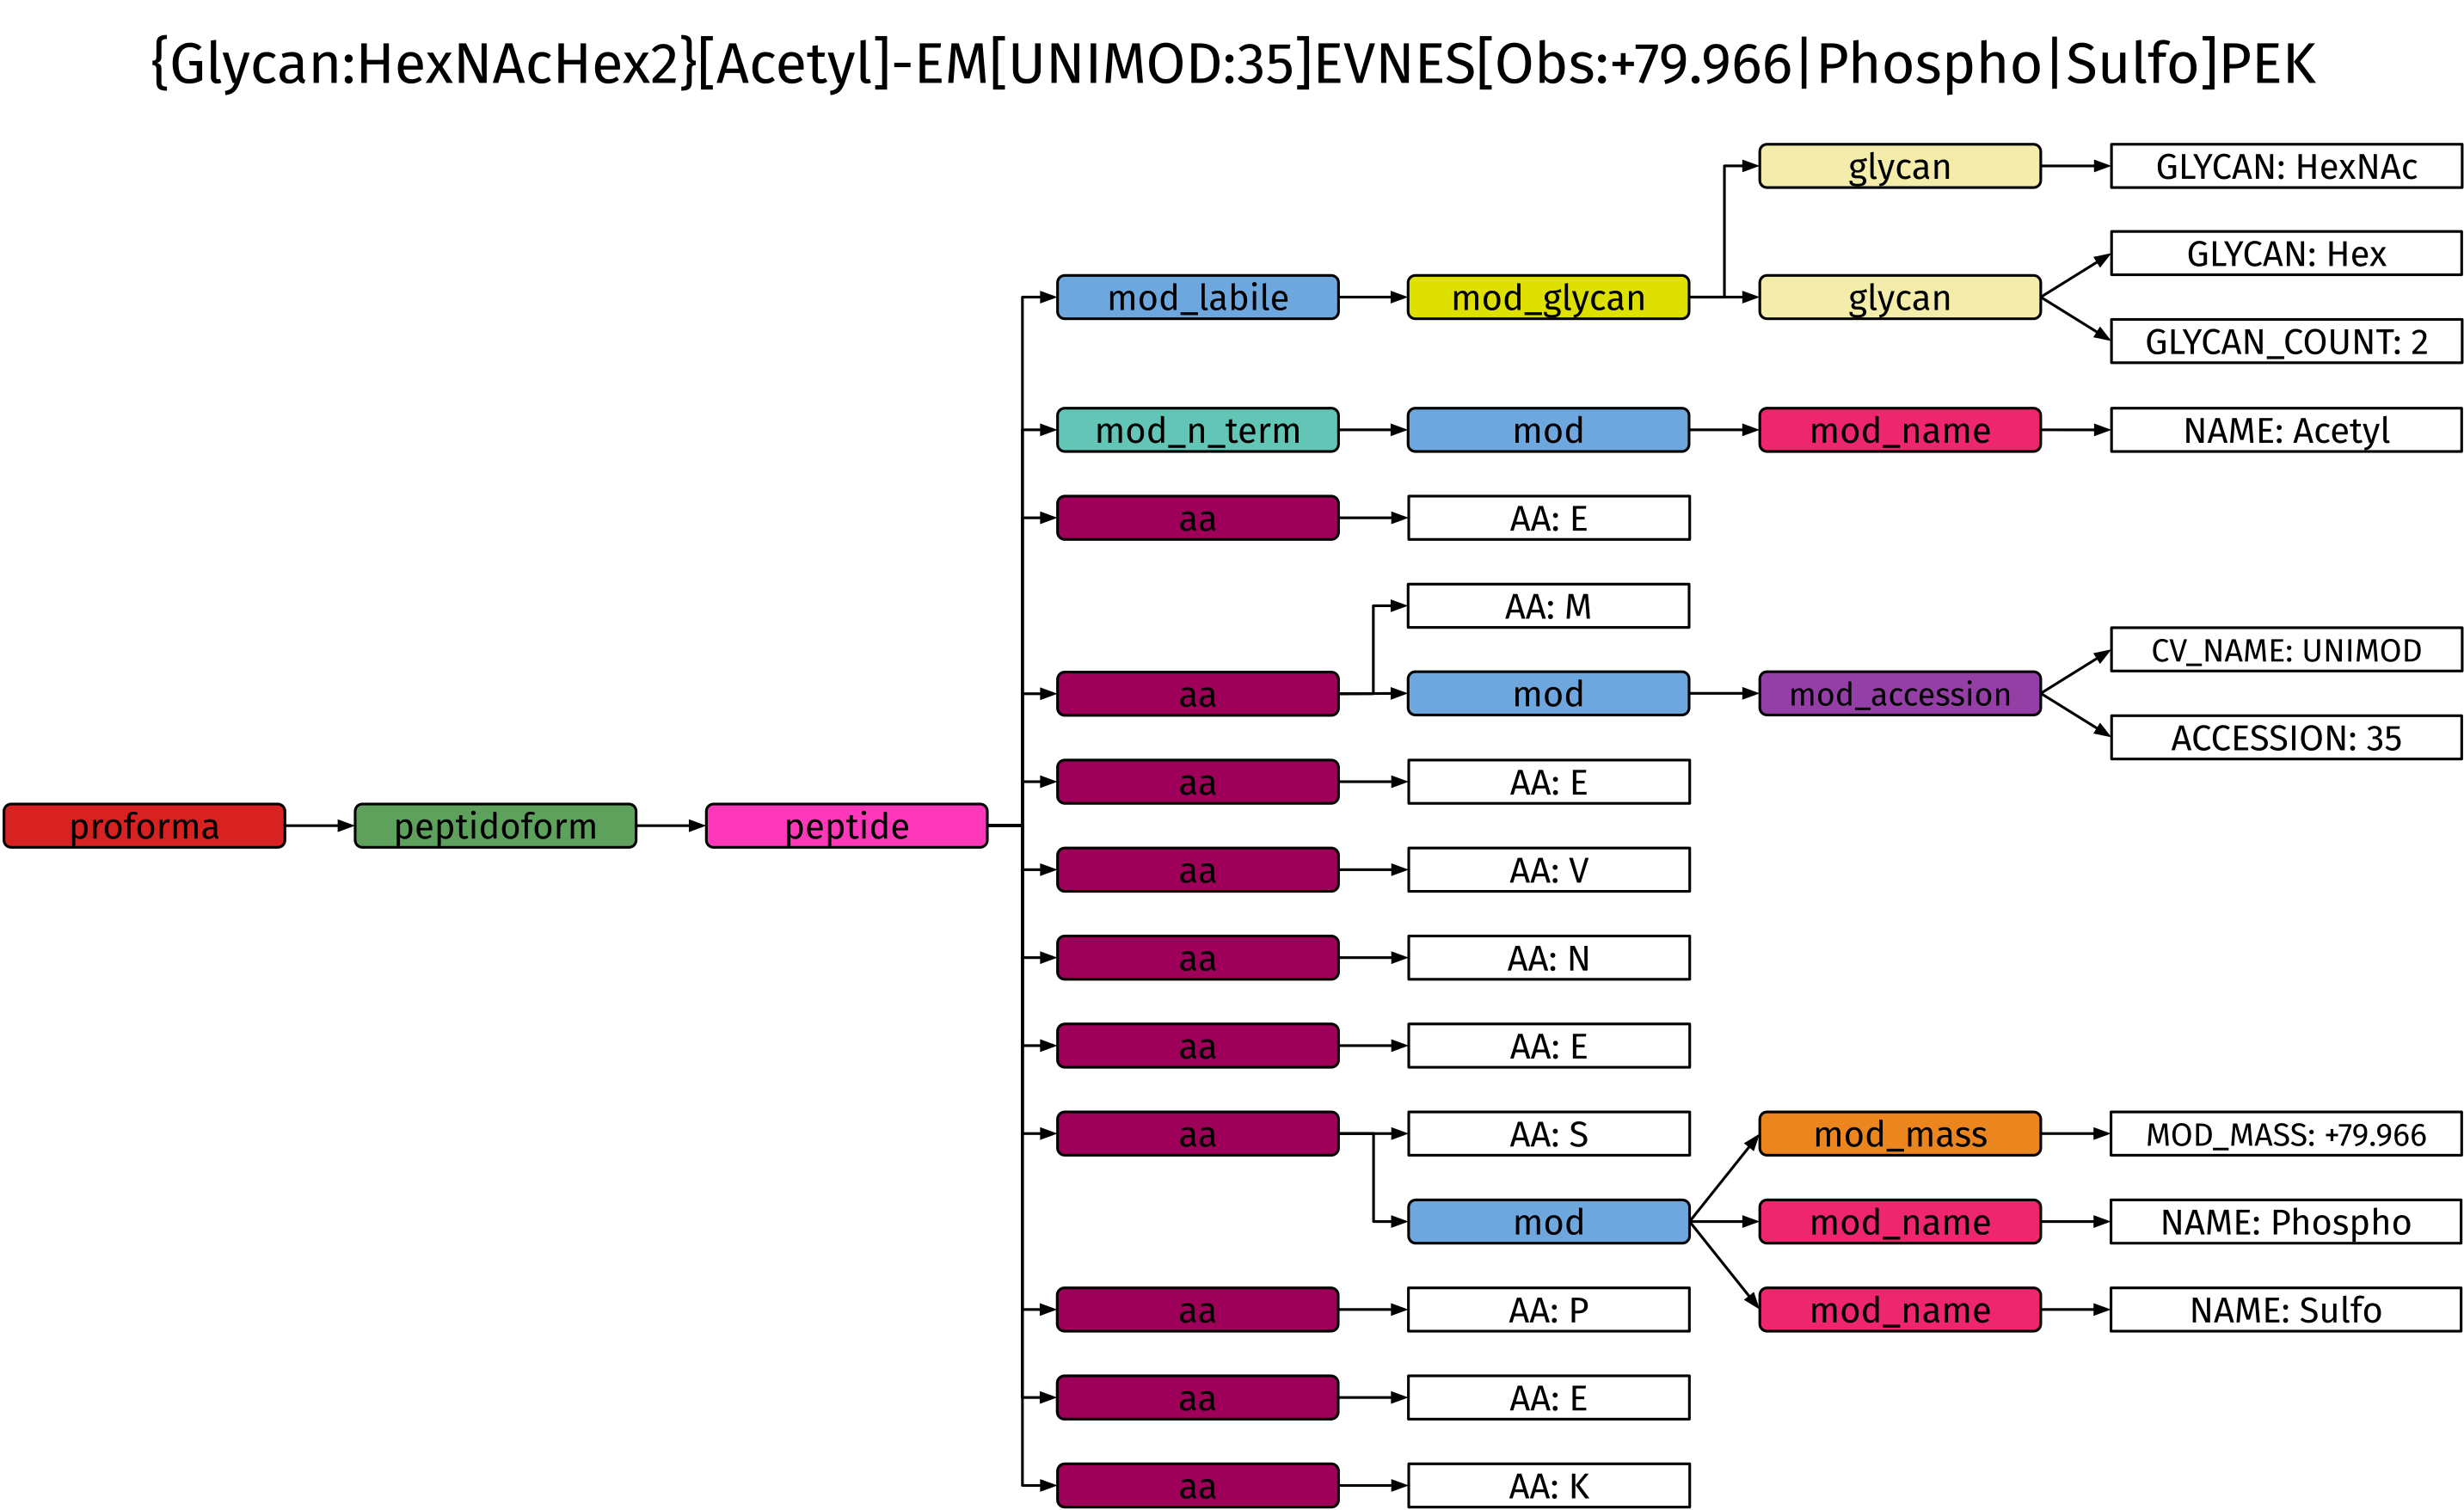 {Glycan:HexNAcHex2}[Acetyl]-EM[UNIMOD:35]EVNES[Obs:+79.966|Phospho|Sulfo]PEK
glycan GLYCAN: HexNAc
GLYCAN: Hex
mod_labile mod_glycan glycan
GLYCAN_COUNT: 2
mod_n_term mod mod_name NAME: Acetyl
aa AA: E
AA: M
CV_NAME: UNIMOD
aa mod mod_accession
ACCESSION: 35
aa AA: E
proforma peptidoform peptide
aa AA: V
aa AA: N
aa AA: E
aa AA: S mod_mass MOD_MASS: +79.966
mod mod_name NAME: Phospho
aa AA: P mod_name NAME: Sulfo
aa AA: E
aa AA: K